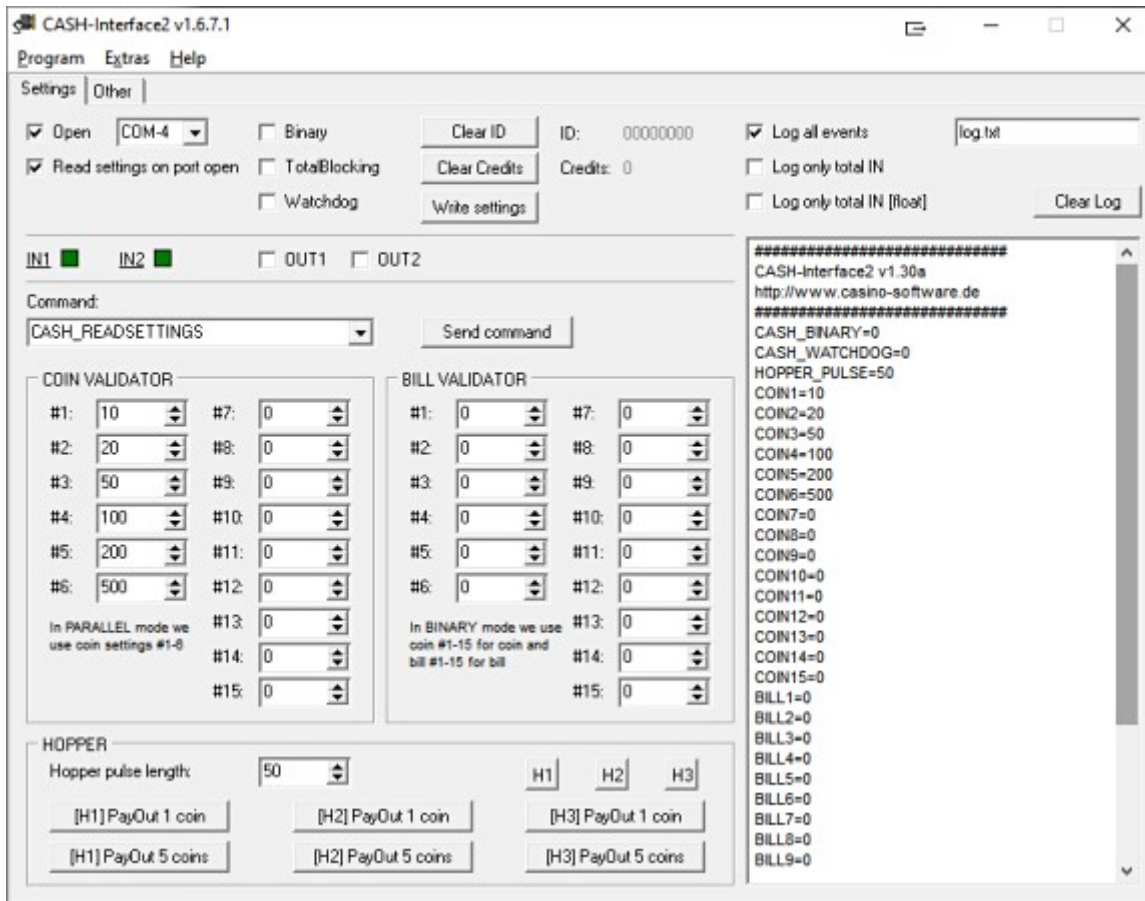 CASH-Interface2 v1.6.7.1
Program Extras Help
Settings Other
Open COM-4 Binary Clear ID ID: 00000000 Log all events log.txt
Read settings on port open TotalBlocking Clear Credits Credits: 0 Log only total IN
Watchdog Write settings Log only total IN [float] Clear Log
IN1 IN2 OUT1 OUT2
Command:
CASH_READSETTINGS Send command
COIN VALIDATOR
#1: 10 #7: 0
#2: 20 #8: 0
#3: 50 #9: 0
#4: 100 #10: 0
#5: 200 #11: 0
#6: 500 #12: 0
In PARALLEL mode we
use coin settings #1-6
#13: 0
#14: 0
#15: 0
BILL VALIDATOR
#1: 0 #7: 0
#2: 0 #8: 0
#3: 0 #9: 0
#4: 0 #10: 0
#5: 0 #11: 0
#6: 0 #12: 0
In BINARY mode we use
coin #1-15 for coin and
bill #1-15 for bill
#13: 0
#14: 0
#15: 0
HOPPER
Hopper pulse length: 50 H1 H2 H3
[H1] PayOut 1 coin [H2] PayOut 1 coin [H3] PayOut 1 coin
[H1] PayOut 5 coins [H2] PayOut 5 coins [H3] PayOut 5 coins
#############################
CASH-Interface2 v1.30a
http://www.casino-software.de
#############################
CASH_BINARY=0
CASH_WATCHDOG=0
HOPPER_PULSE=50
COIN1=10
COIN2=20
COIN3=50
COIN4=100
COIN5=200
COIN6=500
COIN7=0
COIN8=0
COIN9=0
COIN10=0
COIN11=0
COIN12=0
COIN13=0
COIN14=0
COIN15=0
BILL1=0
BILL2=0
BILL3=0
BILL4=0
BILL5=0
BILL6=0
BILL7=0
BILL8=0
BILL9=0